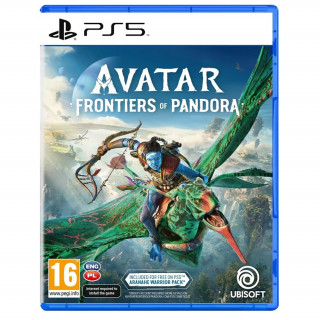 PS5
AVATAR
FRONTIERS OF PANDORA
16
www.pegi.info
ENG
PL
Internet required to
install the game
INCLUDED FOR FREE ON PS5™
ARANAHE WARRIOR PACK*
UBISOFT